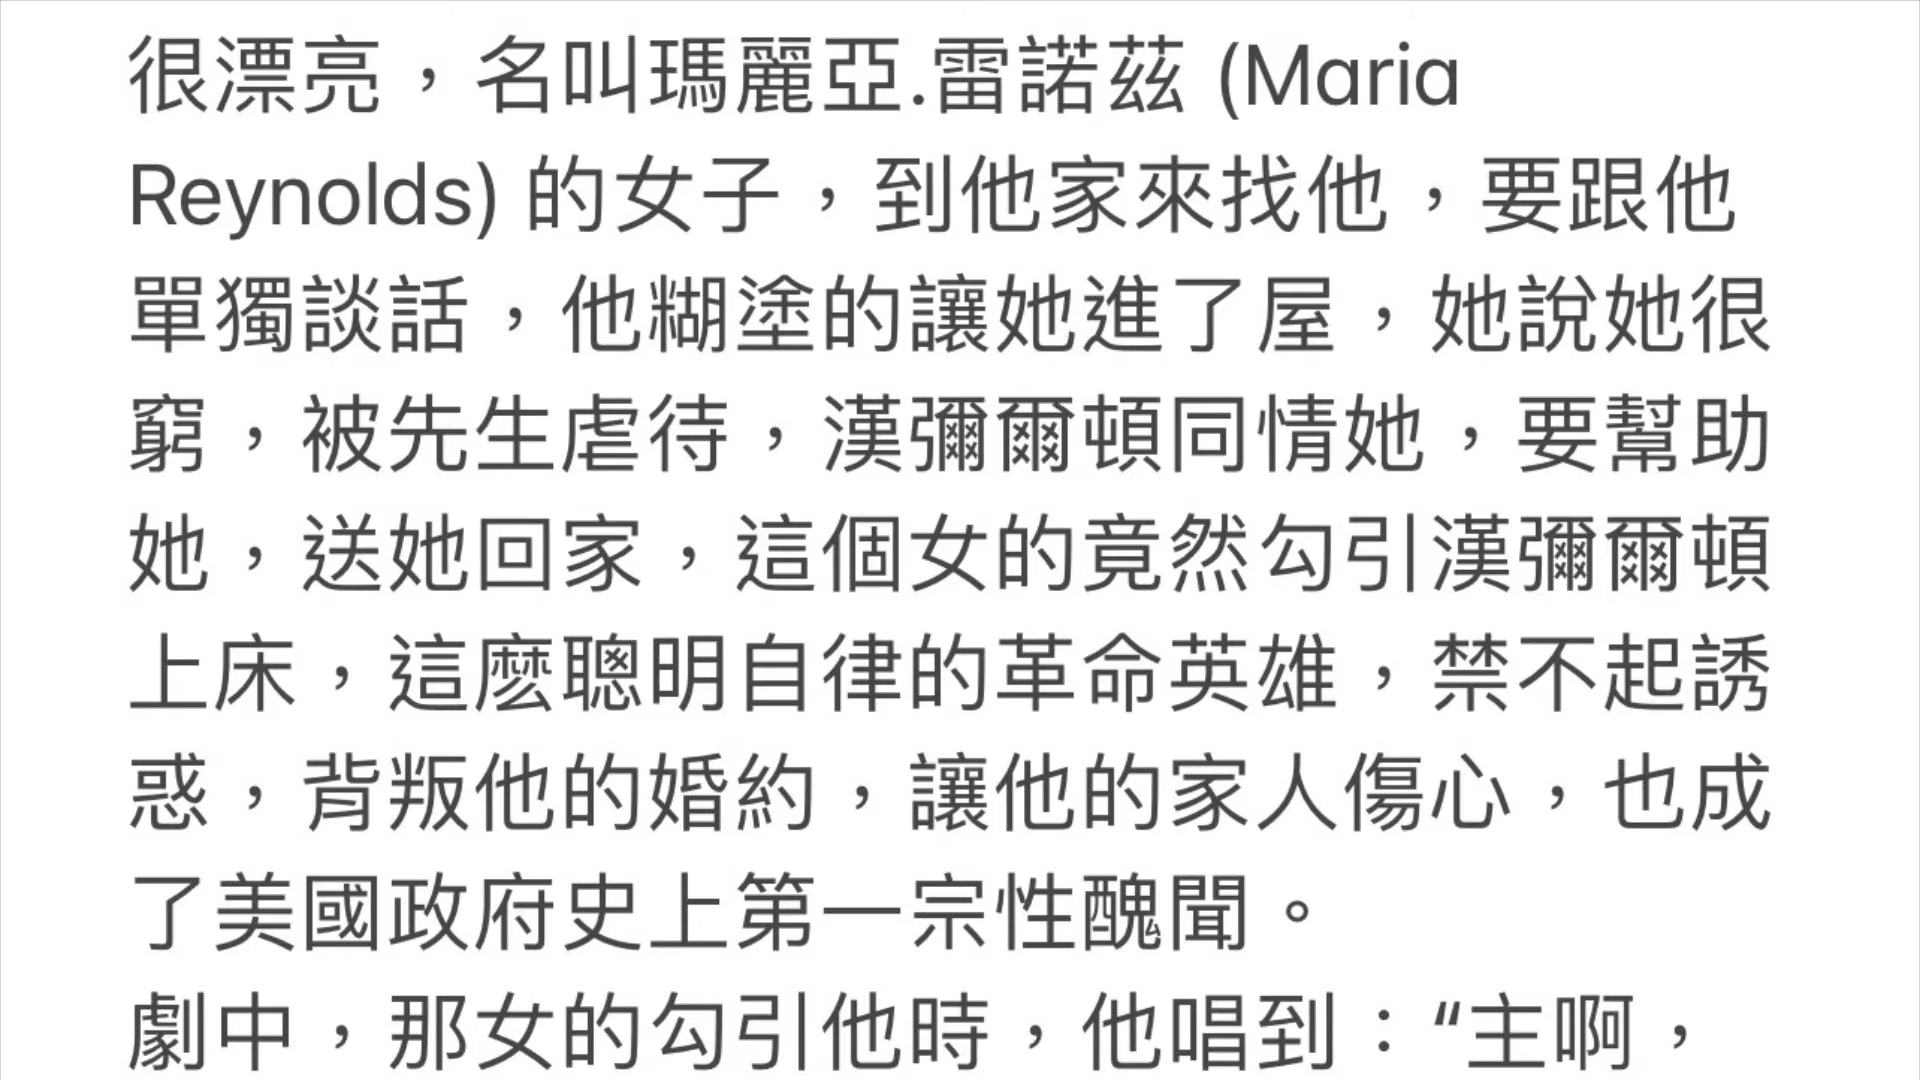 很漂亮，名叫瑪麗亞.雷諾茲 (Maria
Reynolds) 的女子，到他家來找他，要跟他
單獨談話，他糊塗的讓她進了屋，她說她很
窮，被先生虐待，漢彌爾頓同情她，要幫助
她，送她回家，這個女的竟然勾引漢彌爾頓
上床，這麽聰明自律的革命英雄，禁不起誘
惑，背叛他的婚約，讓他的家人傷心，也成
了美國政府史上第一宗性醜聞。
劇中，那女的勾引他時，他唱到：“主啊，